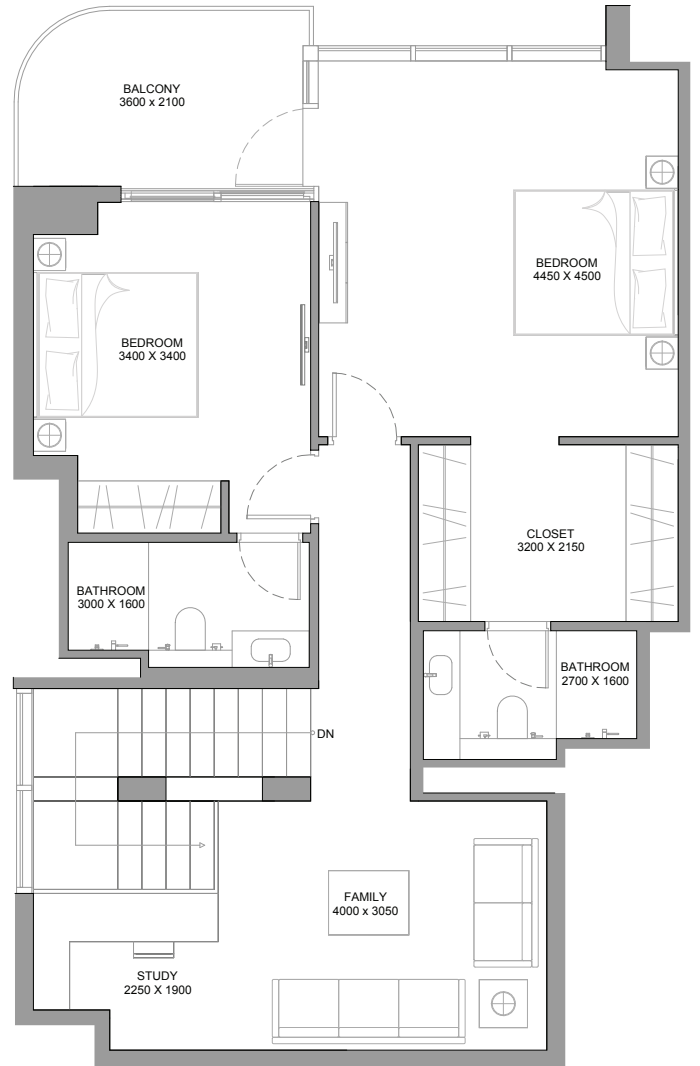 BALCONY
3600 x 2100
BEDROOM
4450 X 4500
BEDROOM
3400 X 3400
CLOSET
3200 X 2150
BATHROOM
3000 X 1600
BATHROOM
2700 X 1600
DN
FAMILY
4000 x 3050
STUDY
2250 X 1900